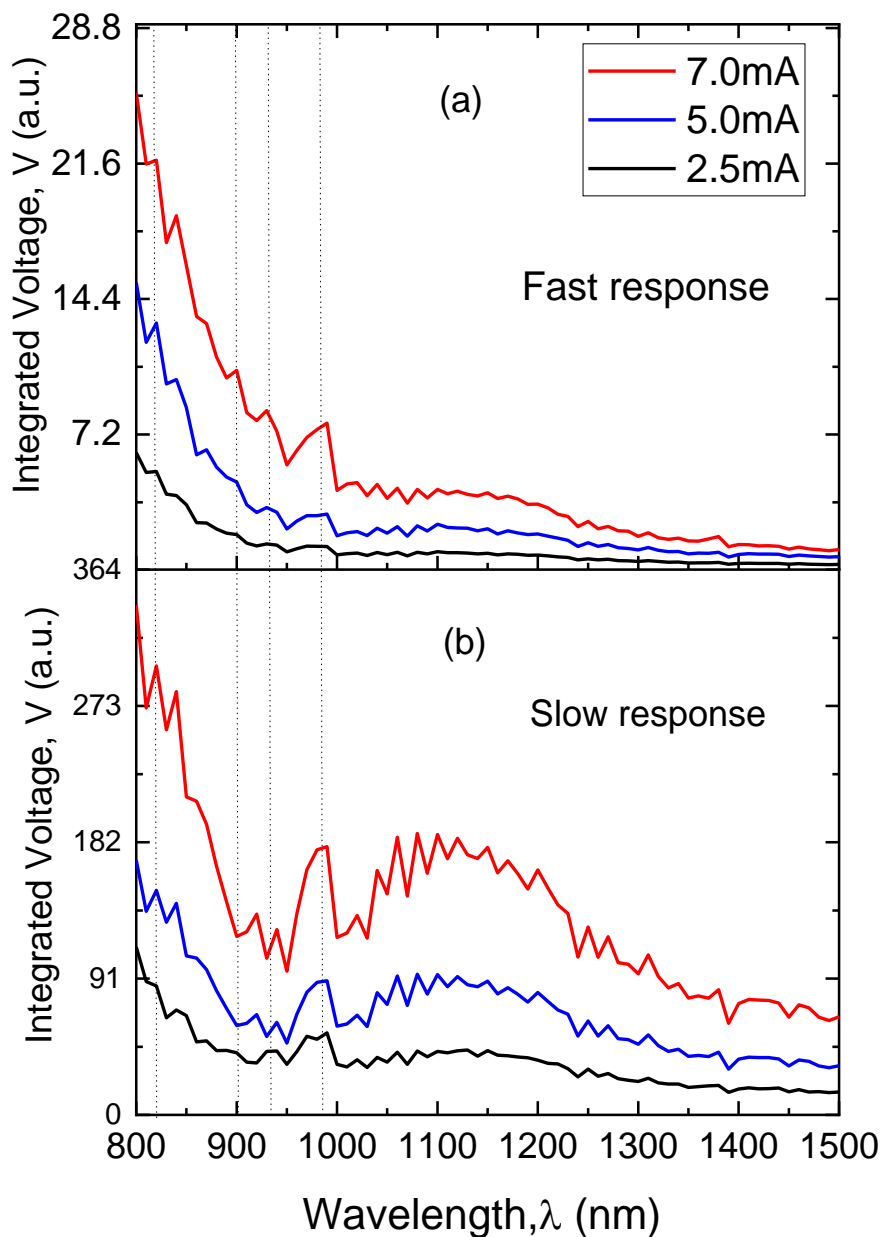 28.8
21.6
14.4
7.2
Integrated Voltage, V (a.u.)
(a)
7.0mA
5.0mA
2.5mA
Fast response
364
273
182
91
0
Integrated Voltage, V (a.u.)
(b)
Slow response
800 900 1000 1100 1200 1300 1400 1500
Wavelength,λ (nm)